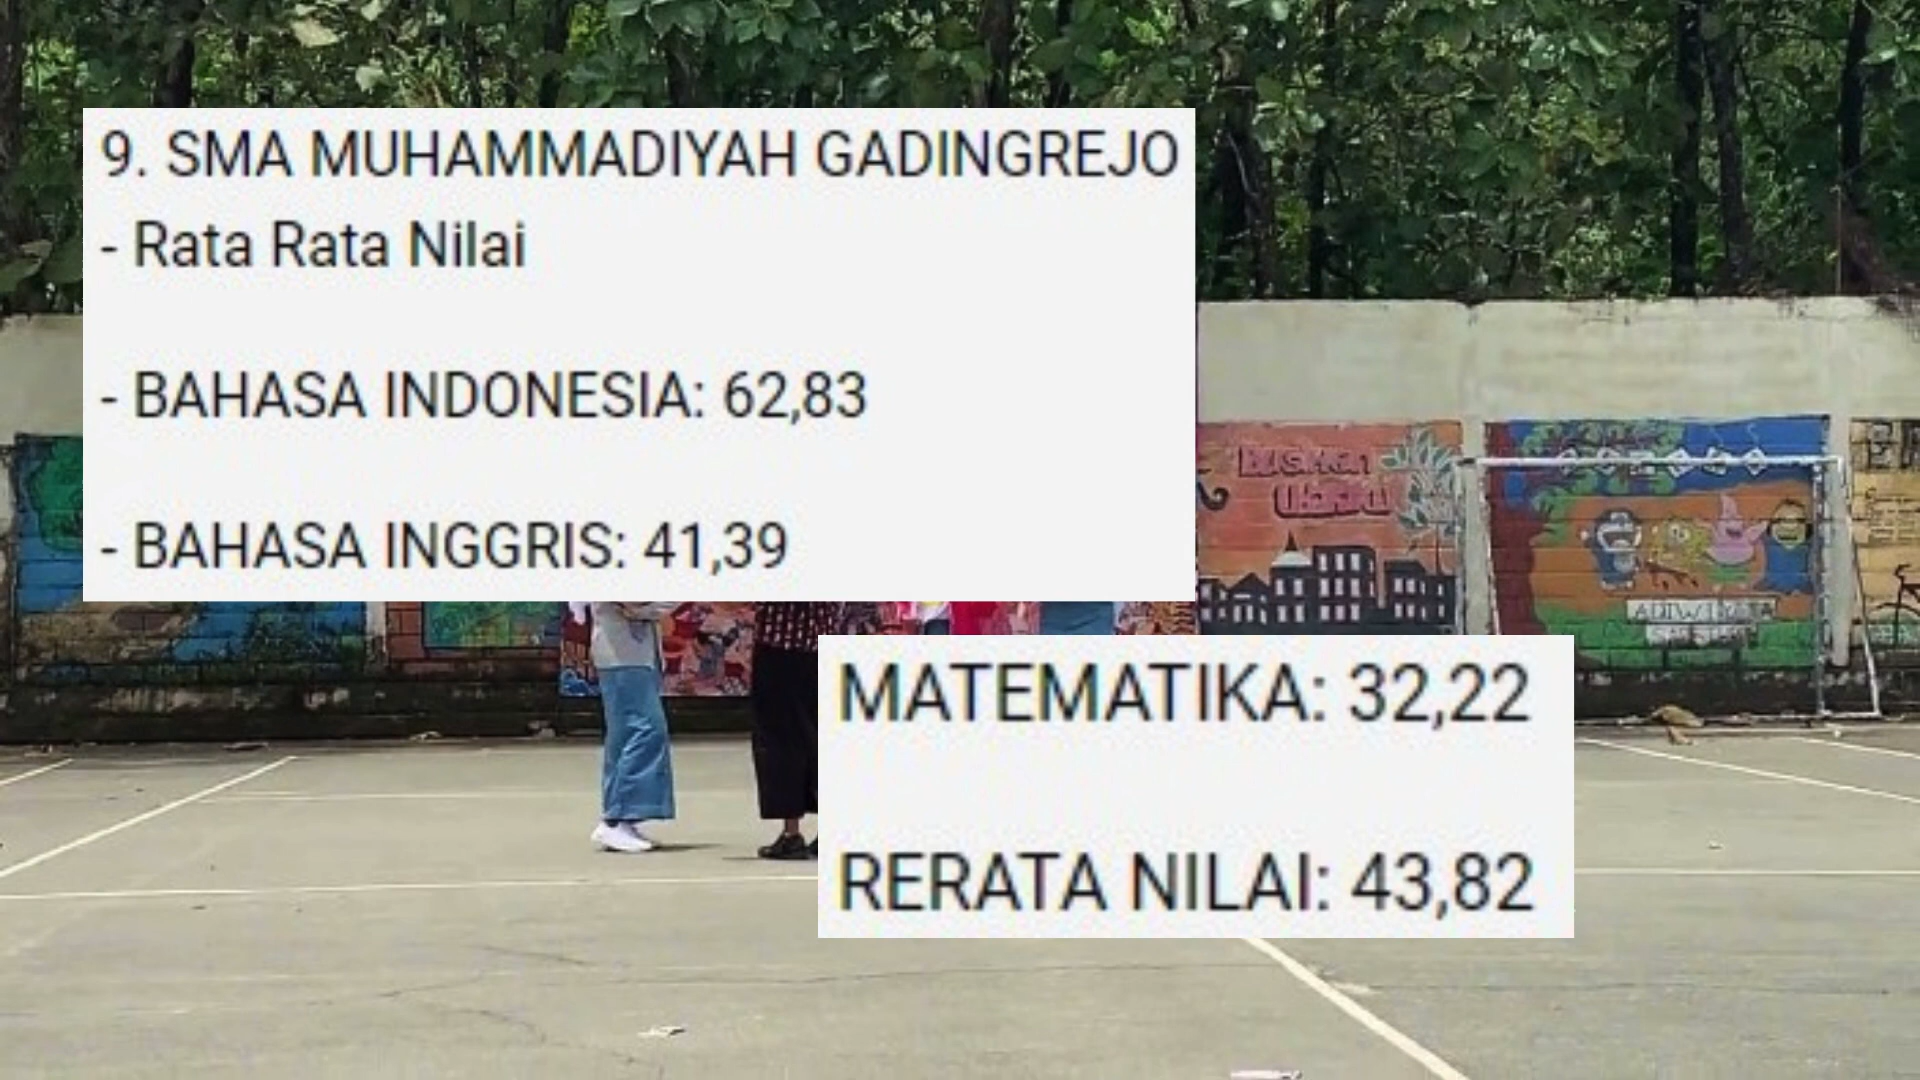 9. SMA MUHAMMADIYAH GADINGREJO
- Rata Rata Nilai
- BAHASA INDONESIA: 62,83
- BAHASA INGGRIS: 41,39
MATEMATIKA: 32,22
RERATA NILAI: 43,82